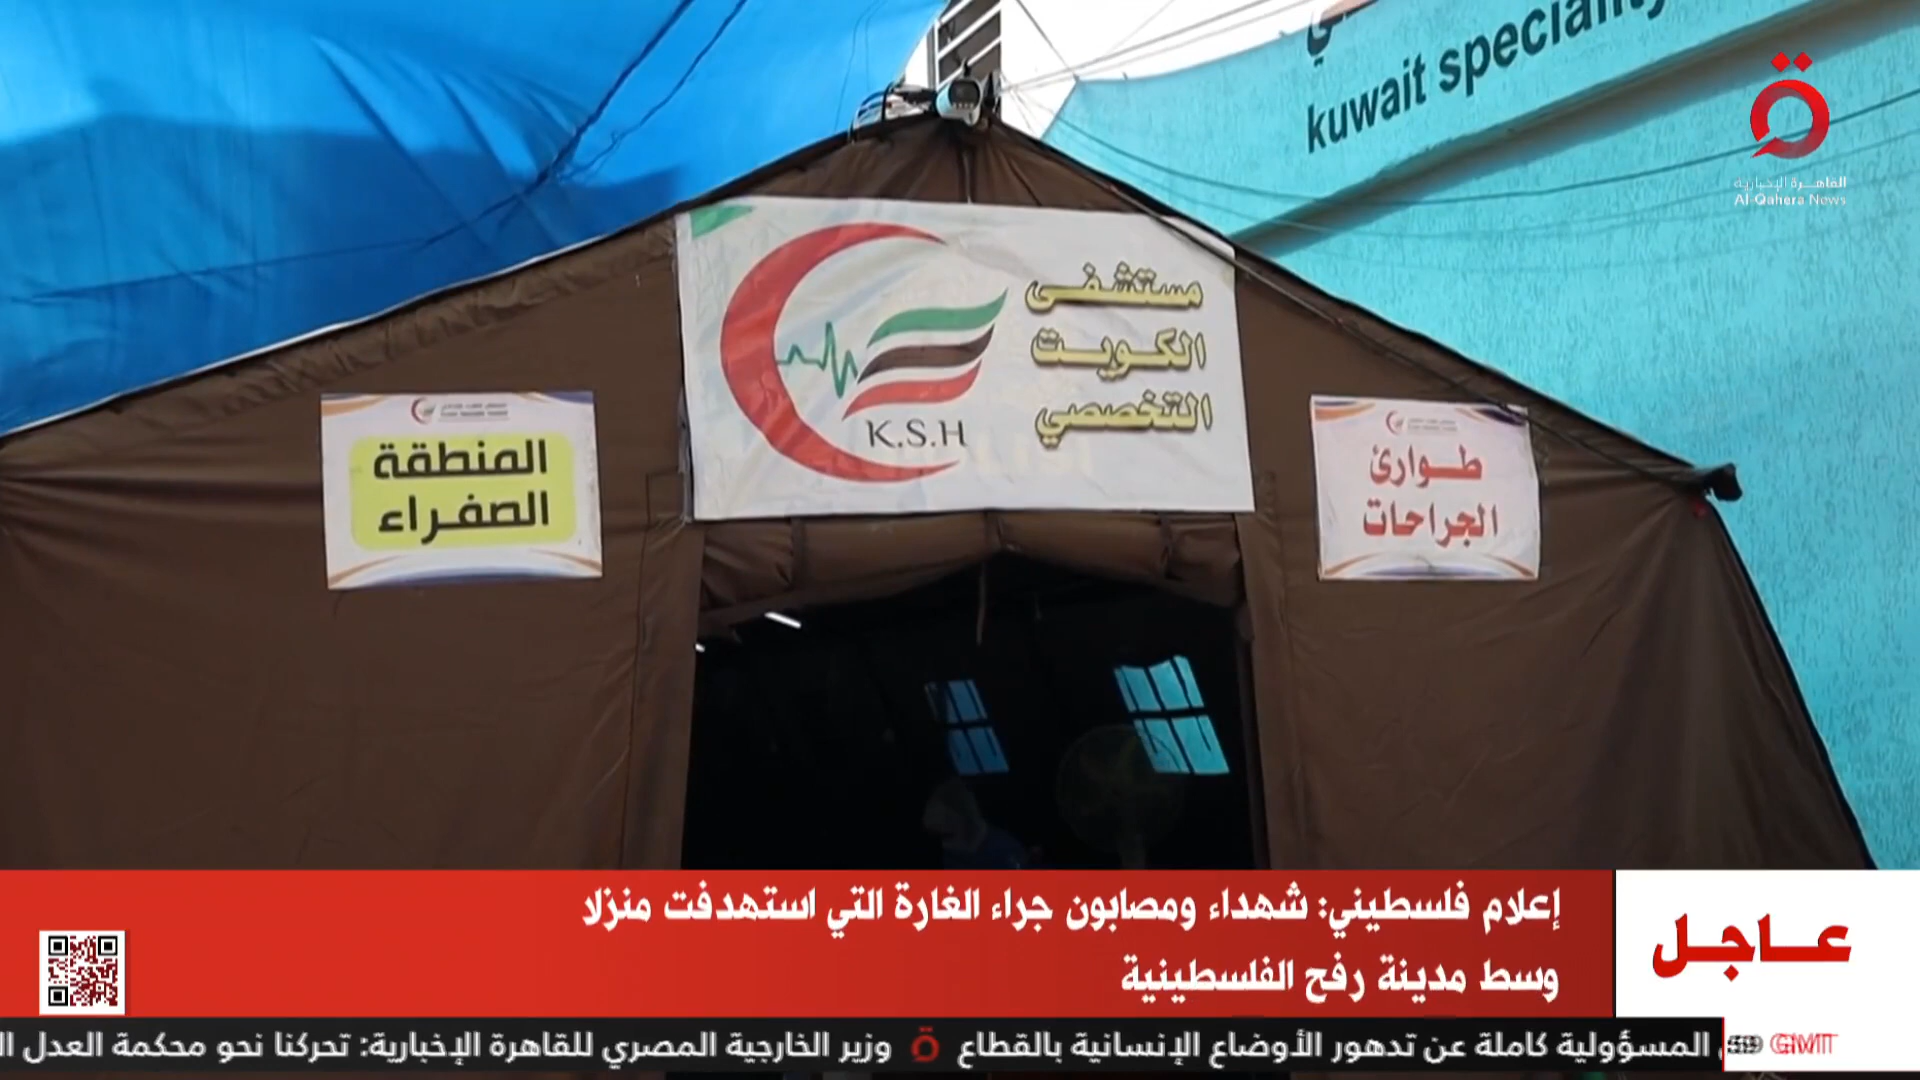 kuwait speciality
القاهرة الإخبارية
Al-Qahera News
مستشفى
الكويت
التخصصي
K.S.H
المنطقة
الصفراء
طوارئ
الجراحات
عاجل
إعلام فلسطيني: شهداء ومصابون جراء الغارة التي استهدفت منزلا
وسط مدينة رفح الفلسطينية
المسؤولية كاملة عن تدهور الأوضاع الإنسانية بالقطاع
وزير الخارجية المصري للقاهرة الإخبارية: تحركنا نحو محكمة العدل
59 GMT